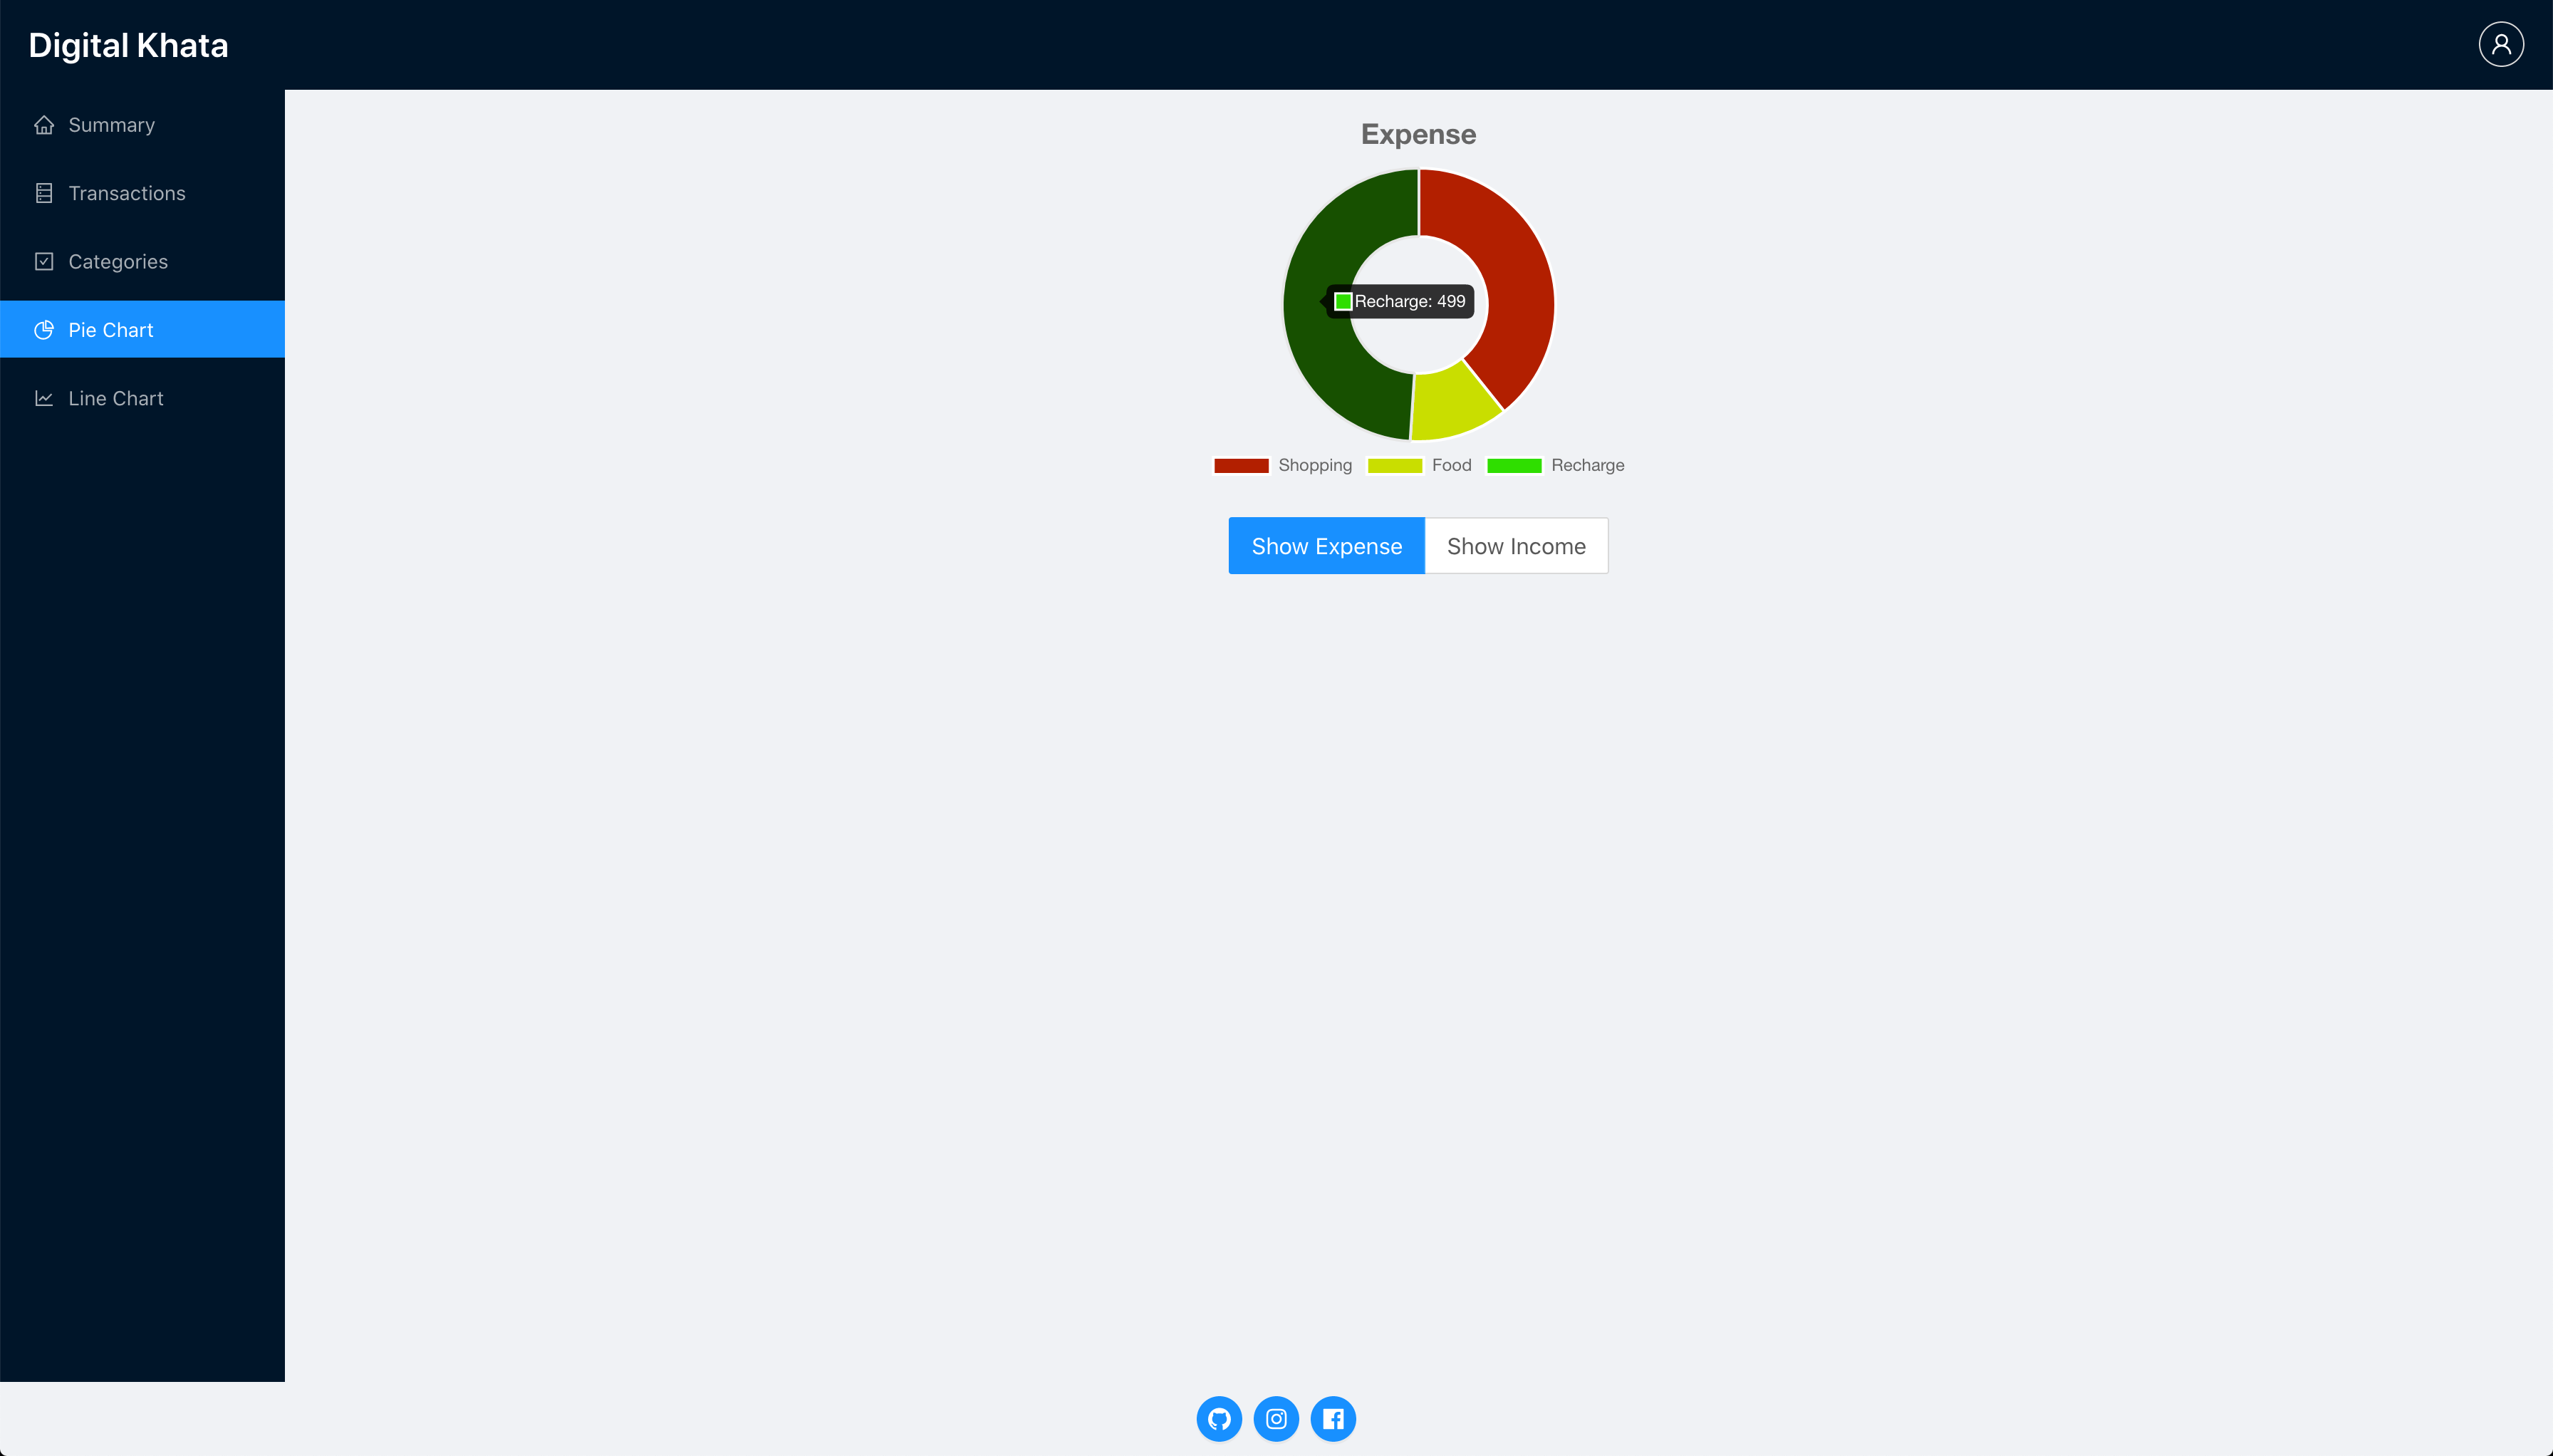 Digital Khata
Summary
Transactions
Categories
Pie Chart
Line Chart
Expense
Recharge: 499
Shopping Food Recharge
Show Expense Show Income